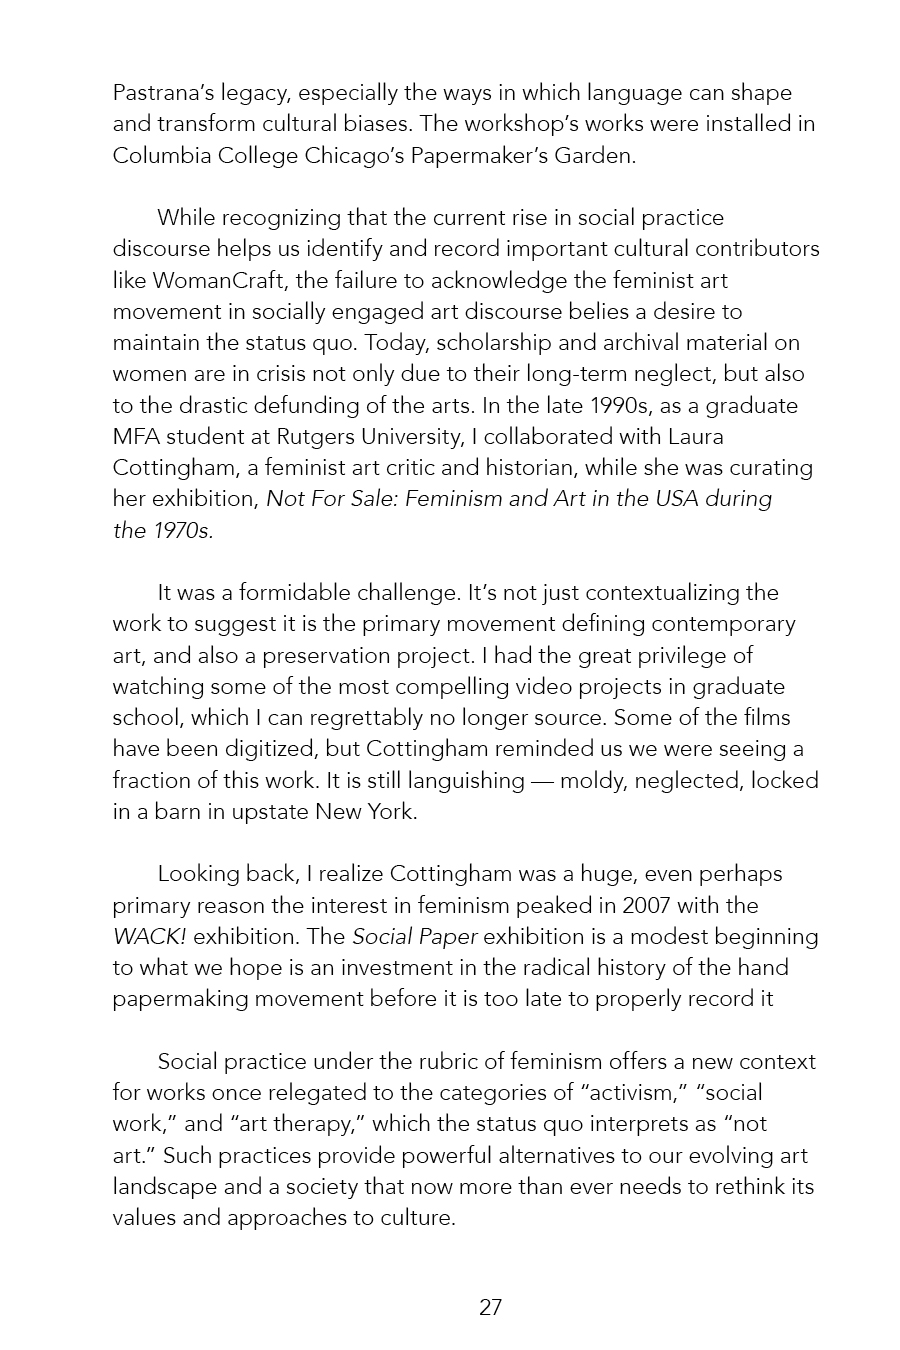 Pastrana’s legacy, especially the ways in which language can shape
and transform cultural biases. The workshop’s works were installed in
Columbia College Chicago’s Papermaker’s Garden.
While recognizing that the current rise in social practice
discourse helps us identify and record important cultural contributors
like WomanCraft, the failure to acknowledge the feminist art
movement in socially engaged art discourse belies a desire to
maintain the status quo. Today, scholarship and archival material on
women are in crisis not only due to their long-term neglect, but also
to the drastic defunding of the arts. In the late 1990s, as a graduate
MFA student at Rutgers University, I collaborated with Laura
Cottingham, a feminist art critic and historian, while she was curating
her exhibition, Not For Sale: Feminism and Art in the USA during
the 1970s.
It was a formidable challenge. It’s not just contextualizing the
work to suggest it is the primary movement defining contemporary
art, and also a preservation project. I had the great privilege of
watching some of the most compelling video projects in graduate
school, which I can regrettably no longer source. Some of the films
have been digitized, but Cottingham reminded us we were seeing a
fraction of this work. It is still languishing — moldy, neglected, locked
in a barn in upstate New York.
Looking back, I realize Cottingham was a huge, even perhaps
primary reason the interest in feminism peaked in 2007 with the
WACK! exhibition. The Social Paper exhibition is a modest beginning
to what we hope is an investment in the radical history of the hand
papermaking movement before it is too late to properly record it
Social practice under the rubric of feminism offers a new context
for works once relegated to the categories of “activism,” “social
work,” and “art therapy,” which the status quo interprets as “not
art.” Such practices provide powerful alternatives to our evolving art
landscape and a society that now more than ever needs to rethink its
values and approaches to culture.
27